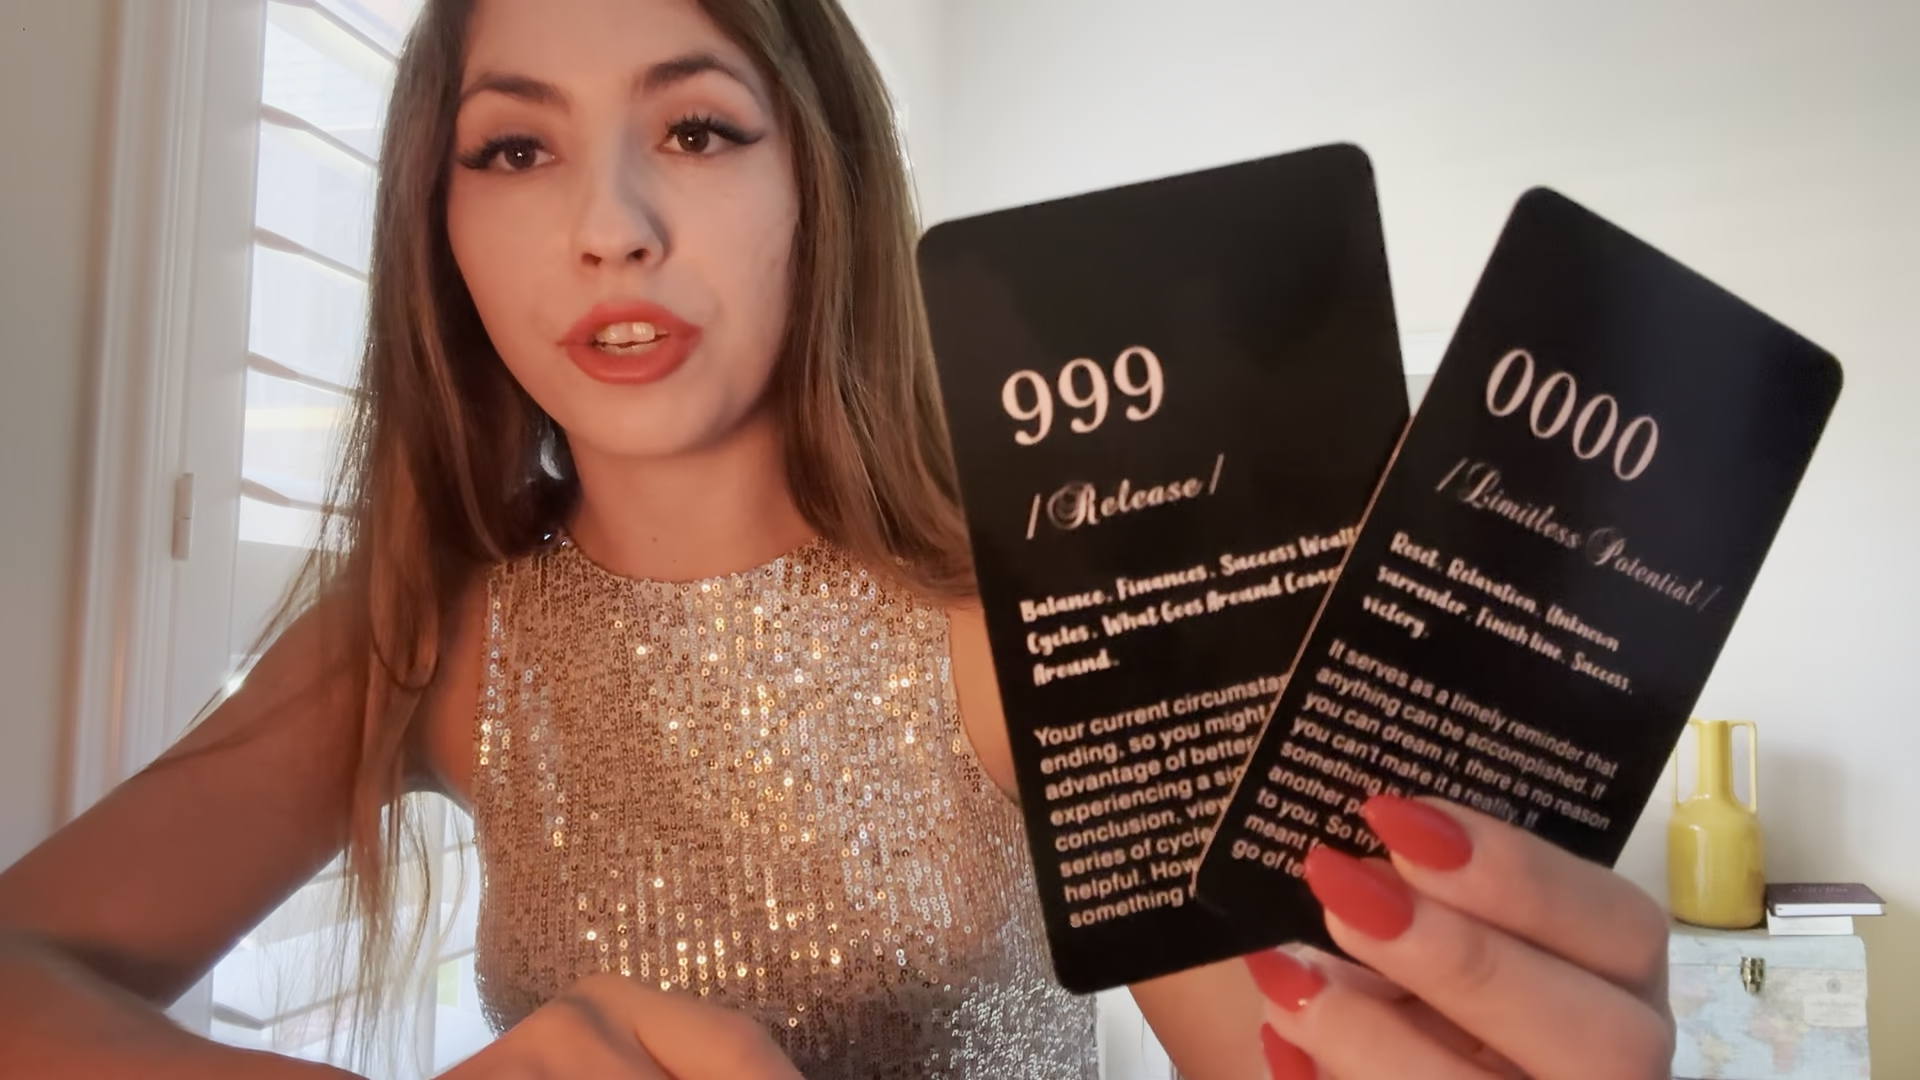 999
/Release/
Balance. Finances. Success Wealt
Cycles. What Goes Around Comes
Around.
Your current circumsta
ending, so you might
advantage of better
experiencing a si
conclusion, vie
series of cycle
helpful. How
something
0000
/Limitless Potential/
Reset. Relaxation. Unknown
surrender. Finish line. Success.
victory.
It serves as a timely reminder that
anything can be accomplished. If
you can dream it, there is no reason
you can't make it a reality. If
something is
another p
to you. So try
meant
go of